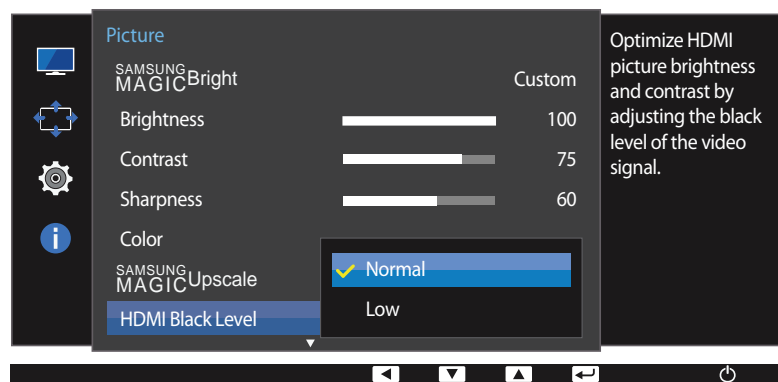 Picture
SAMSUNG MAGIC Bright Custom
Brightness 100
Contrast 75
Sharpness 60
Color
SAMSUNG MAGIC Upscale
HDMI Black Level
Normal
Low
Optimize HDMI
picture brightness
and contrast by
adjusting the black
level of the video
signal.